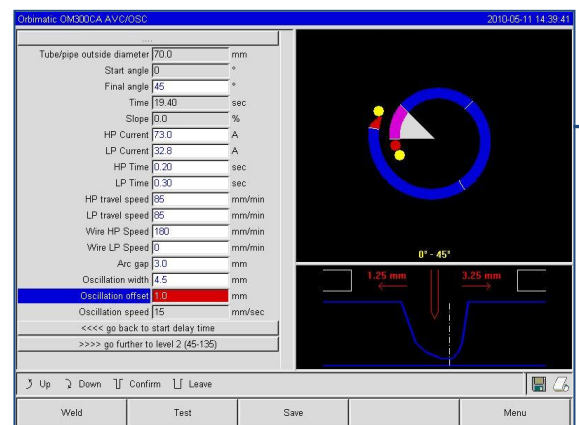 Orbimatic OM300CA AVC/OSC 2010-05-11 14:39:41
....
Tube/pipe outside diameter 70.0 mm
Start angle 0 °
Final angle 45 °
Time 19.40 sec
Slope 0.0 %
HP Current 73.0 A
LP Current 32.8 A
HP Time 0.20 sec
LP Time 0.30 sec
HP travel speed 85 mm/min
LP travel speed 85 mm/min
Wire HP Speed 180 mm/min
Wire LP Speed 0 mm/min
Arc gap 3.0 mm
Oscillation width 4.5 mm
Oscillation offset 1.0 mm
Oscillation speed 15 mm/sec
<<<< go back to start delay time
>>>> go further to level 2 (45-135)
0° - 45°
1.25 mm 3.25 mm
Up Down Confirm Leave
Weld Test Save Menu